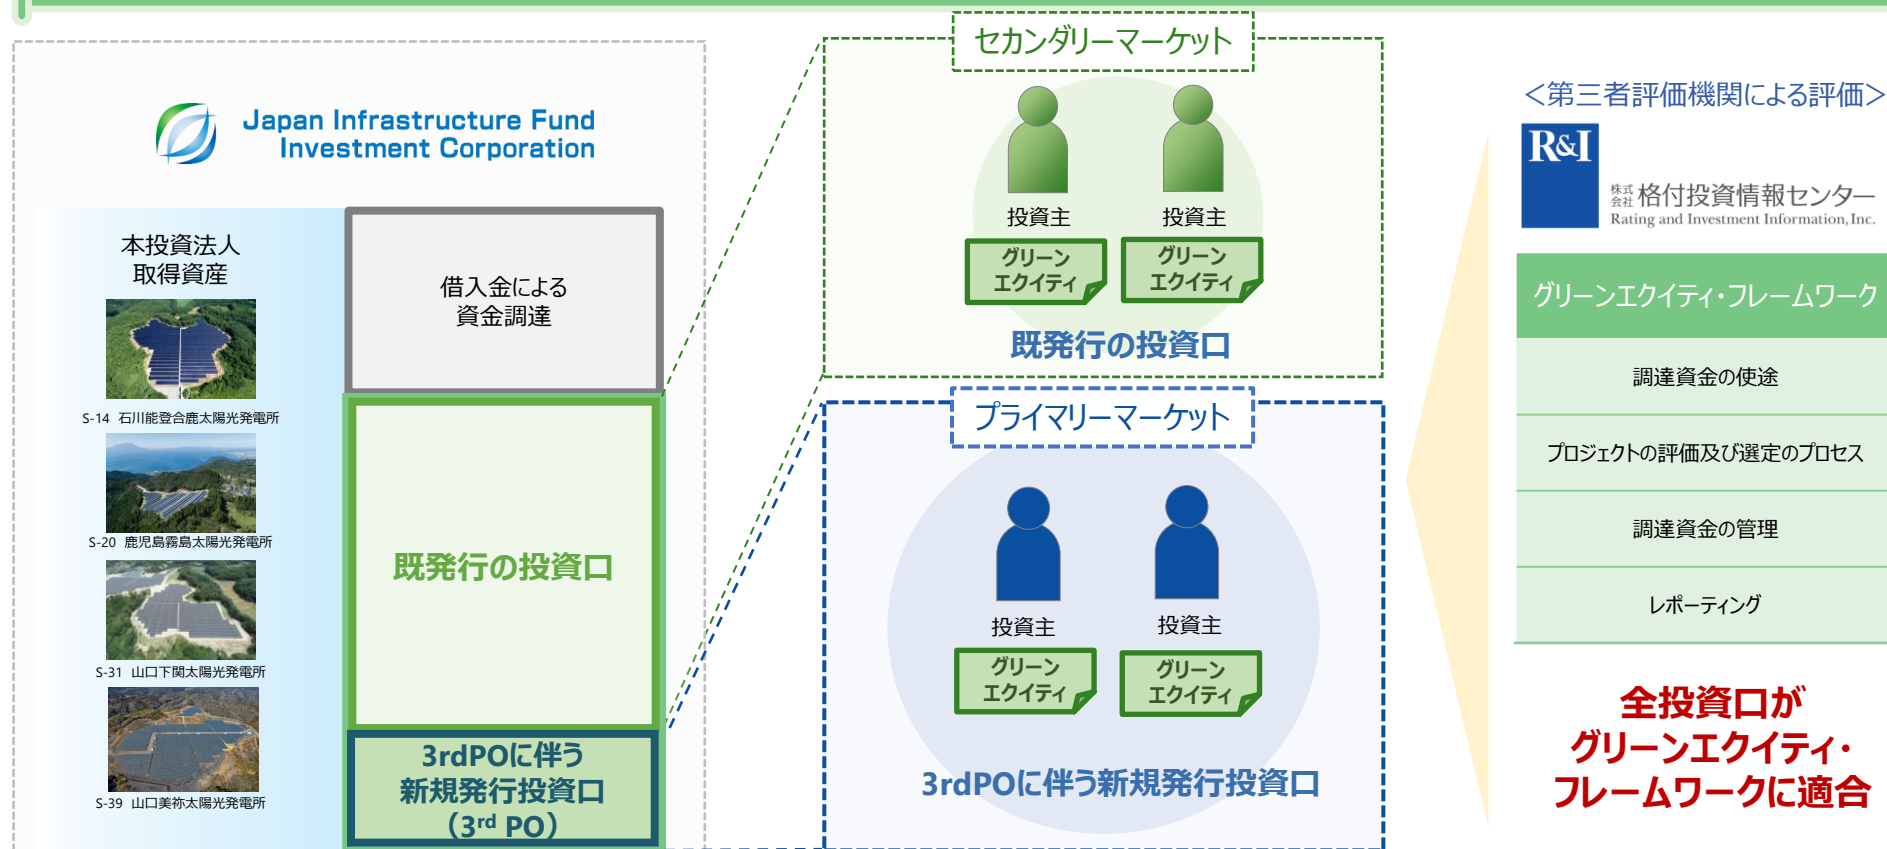 Japan Infrastructure Fund
Investment Corporation
本投資法人
取得資産
S-14 石川能登合鹿太陽光発電所
S-20 鹿児島霧島太陽光発電所
S-31 山口下関太陽光発電所
S-39 山口美祢太陽光発電所
借入金による
資金調達
既発行の投資口
3rdPOに伴う
新規発行投資口
（3rd PO）
セカンダリーマーケット
投資主
投資主
グリーン
エクイティ
グリーン
エクイティ
既発行の投資口
プライマリーマーケット
投資主
投資主
グリーン
エクイティ
グリーン
エクイティ
3rdPOに伴う新規発行投資口
＜第三者評価機関による評価＞
R&I
株式会社 格付投資情報センター
Rating and Investment Information, Inc.
グリーンエクイティ・フレームワーク
調達資金の使途
プロジェクトの評価及び選定のプロセス
調達資金の管理
レポーティング
全投資口が
グリーンエクイティ・
フレームワークに適合